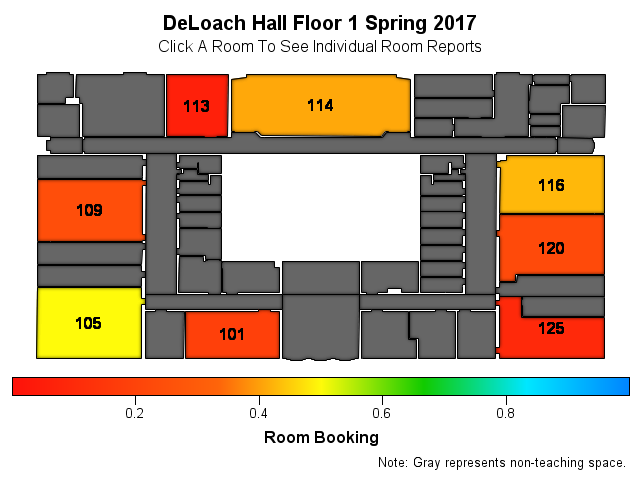 DeLoach Hall Floor 1 Spring 2017
Click A Room To See Individual Room Reports
113
114
116
109
120
105
101
125
0.2 0.4 0.6 0.8
Room Booking
Note: Gray represents non-teaching space.